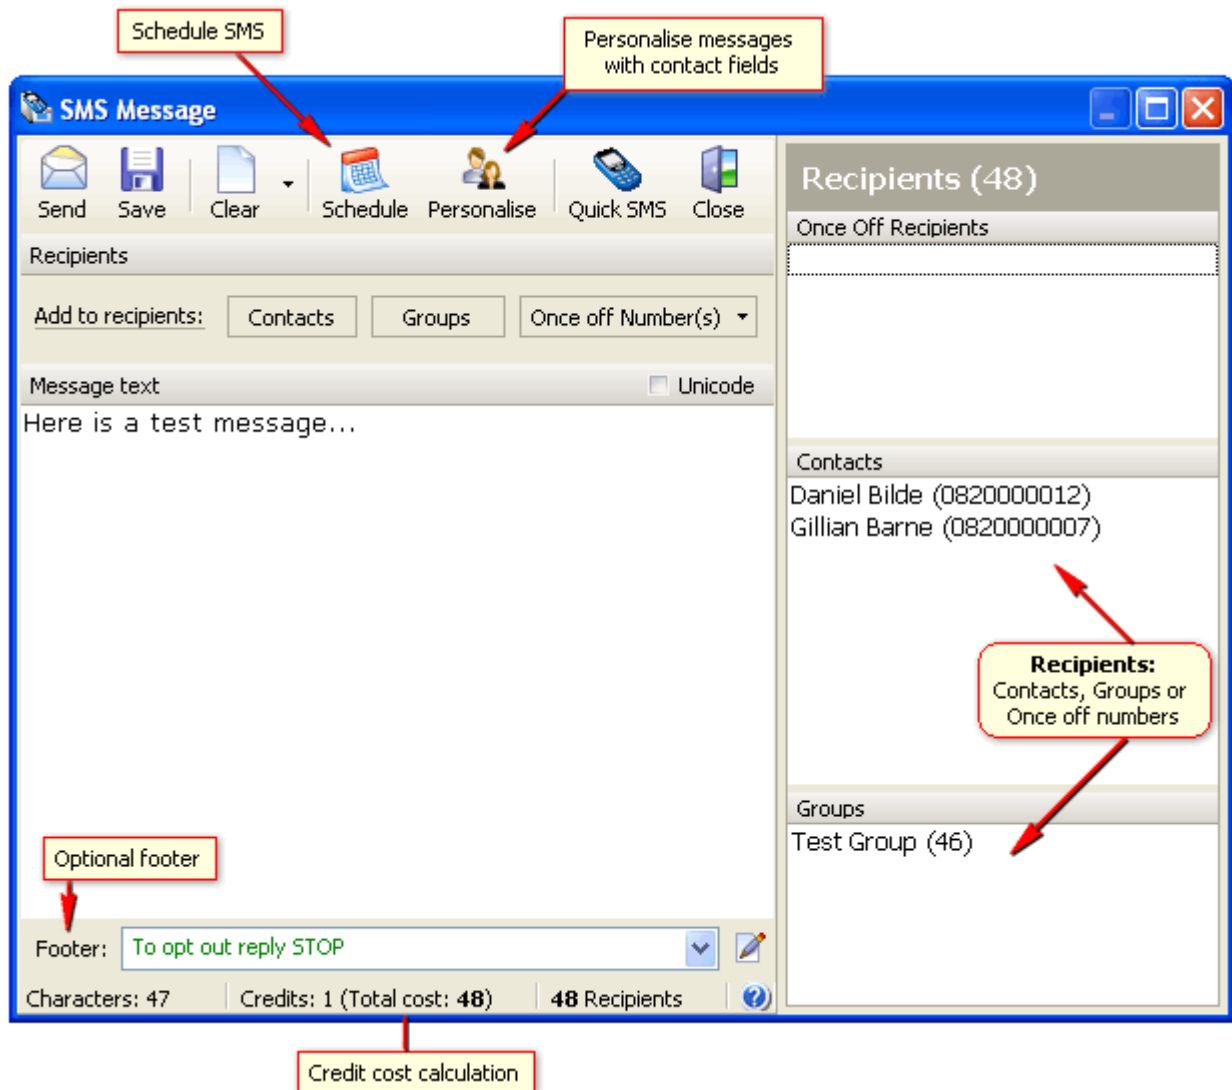 Schedule SMS
Personalise messages
with contact fields
SMS Message
Send Save Clear Schedule Personalise Quick SMS Close
Recipients
Add to recipients: Contacts Groups Once off Number(s)
Message text Unicode
Here is a test message...
Optional footer
Footer: To opt out reply STOP
Characters: 47 Credits: 1 (Total cost: 48) 48 Recipients
Credit cost calculation
Recipients (48)
Once Off Recipients
Contacts
Daniel Bilde (0820000012)
Gillian Barne (0820000007)
Recipients:
Contacts, Groups or
Once off numbers
Groups
Test Group (46)